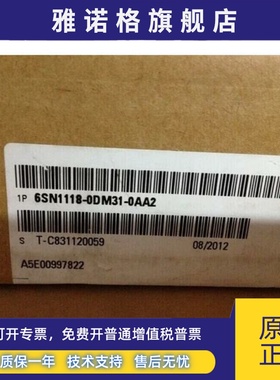 雅诺格旗舰店
1P 6SN1118-0DM31-0AA2
S T-C831120059 08/2012
A5E00997822
可开专票，免费开普通增值税发票
质保一年 技术支持 售后无忧
原
正